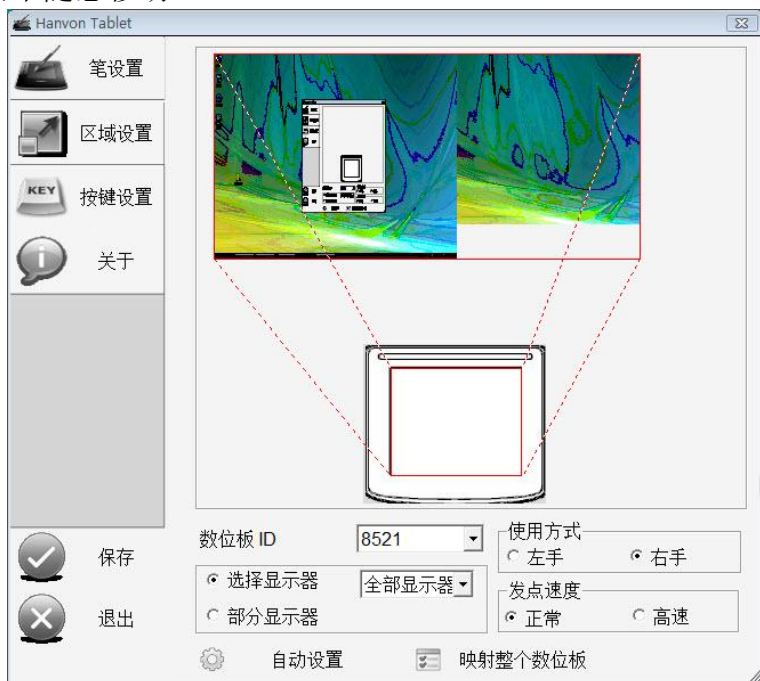 Hanvon Tablet
笔设置
区域设置
KEY
按键设置
关于
保存
退出
数位板 ID
8521
选择显示器
全部显示器
部分显示器
使用方式
左手
右手
发点速度
正常
高速
自动设置
映射整个数位板